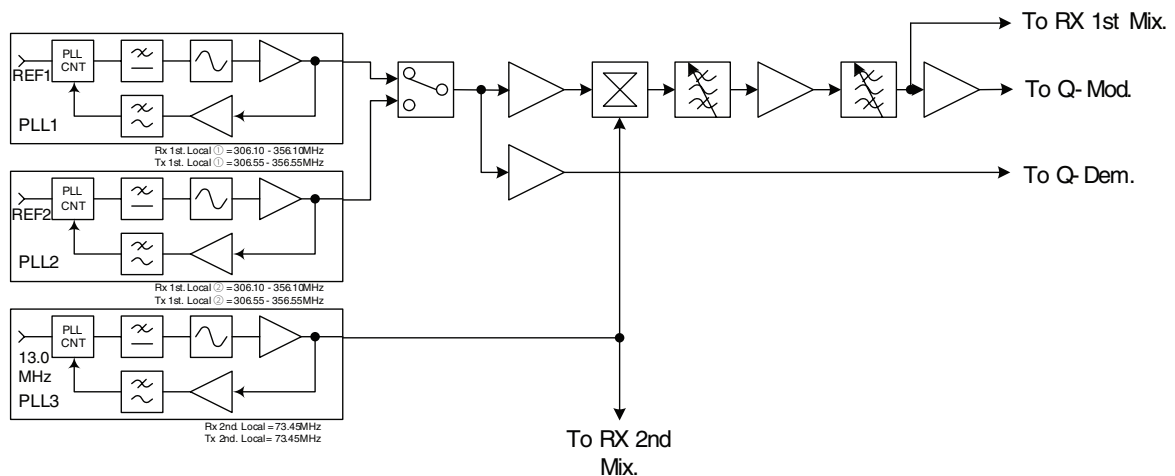 To RX 1st Mix.
REF1
PLL
CNT
PLL1
To Q-Mod.
Rx 1st. Local ① = 306.10 - 356.10MHz
Tx 1st. Local ① = 306.55 - 356.55MHz
To Q-Dem.
REF2
PLL
CNT
PLL2
Rx 1st. Local ② = 306.10 - 356.10MHz
Tx 1st. Local ② = 306.55 - 356.55MHz
PLL
CNT
13.0
MHz
PLL3
Rx 2nd. Local = 73.45MHz
Tx 2nd. Local = 73.45MHz
To RX 2nd
Mix.